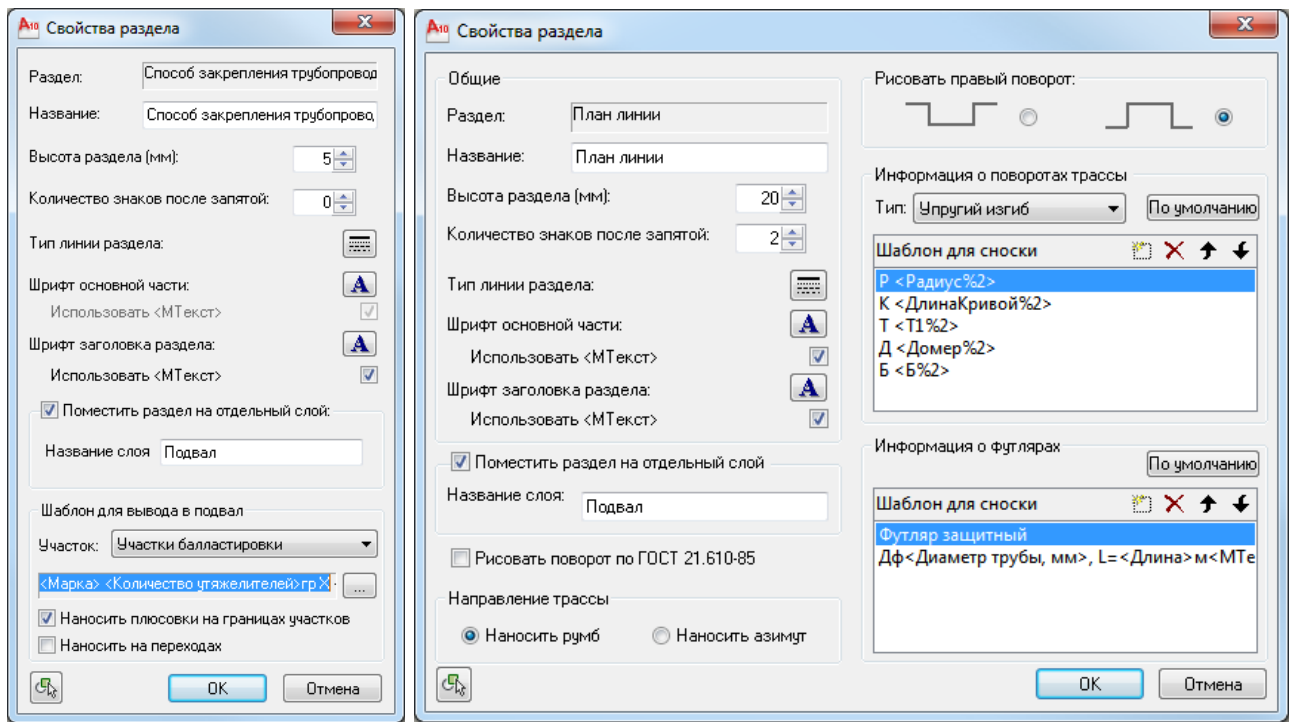 Свойства раздела
Раздел:
Способ закрепления трубопровод
Название:
Способ закрепления трубопрово
Высота раздела (мм):
5
Количество знаков после запятой:
0
Тип линии раздела:
Шрифт основной части:
A
Использовать <МТекст>
Шрифт заголовка раздела:
A
Использовать <МТекст>
Поместить раздел на отдельный слой:
Название слоя
Подвал
Шаблон для вывода в подвал
Участок:
Участки балластировки
<Марка> <Количество утяжелителей>гр X
...
Наносить плюсовки на границах участков
Наносить на переходах
OK
Отмена
Свойства раздела
Общие
Раздел:
План линии
Название:
План линии
Высота раздела (мм):
20
Количество знаков после запятой:
2
Тип линии раздела:
Шрифт основной части:
A
Использовать <МТекст>
Шрифт заголовка раздела:
A
Использовать <МТекст>
Поместить раздел на отдельный слой
Название слоя:
Подвал
Рисовать поворот по ГОСТ 21.610-85
Направление трассы
Наносить румб
Наносить азимут
Рисовать правый поворот:
Информация о поворотах трассы
Тип:
Упругий изгиб
По умолчанию
Шаблон для сноски
Р <Радиус%2>
К <ДлинаКривой%2>
Т <Т1%2>
Д <Домер%2>
Б <Б%2>
Информация о футлярах
По умолчанию
Шаблон для сноски
Футляр защитный
Дф<Диаметр трубы, мм>, L=<Длина>м<МТе
OK
Отмена